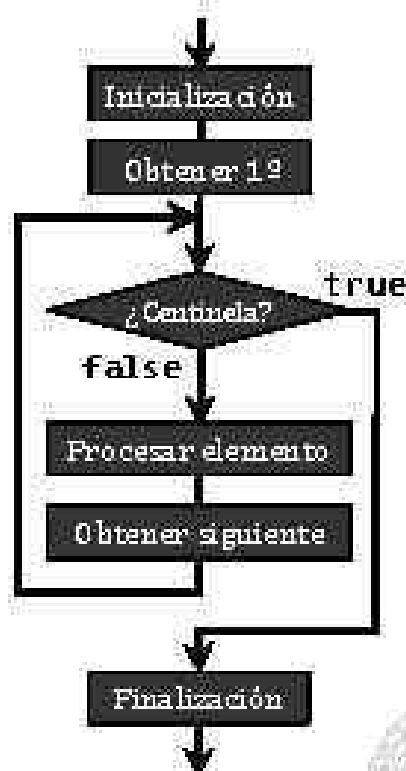 Inicialización
Obtener 1º
¿Centinela?
true
false
Procesar elemento
Obtener siguiente
Finalización